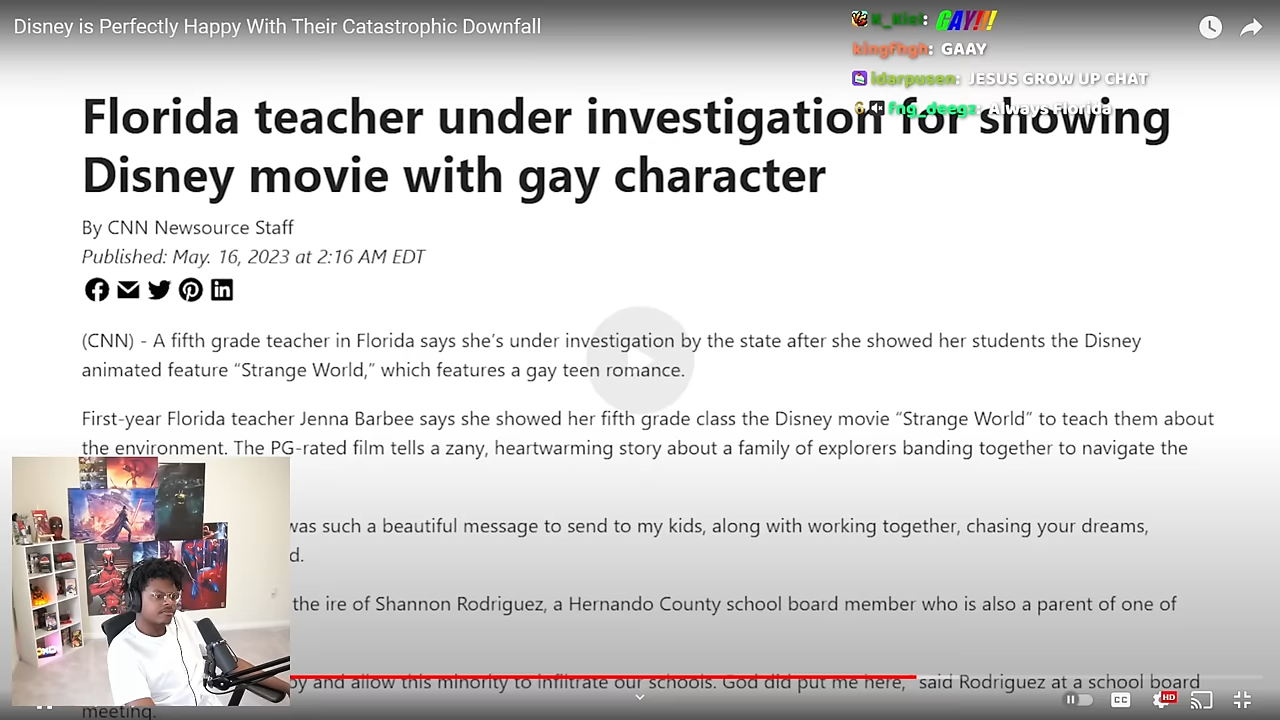 Disney is Perfectly Happy With Their Catastrophic Downfall
K_Niel: GAY!!!
kingfhgh: GAAY
idarpusen: JESUS GROW UP CHAT
6 fng_deegz: Always Florida
Florida teacher under investigation for showing
Disney movie with gay character
By CNN Newsource Staff
Published: May. 16, 2023 at 2:16 AM EDT
(CNN) - A fifth grade teacher in Florida says she's under investigation by the state after she showed her students the Disney
animated feature “Strange World,” which features a gay teen romance.
First-year Florida teacher Jenna Barbee says she showed her fifth grade class the Disney movie “Strange World” to teach them about
the environment. The PG-rated film tells a zany, heartwarming story about a family of explorers banding together to navigate the
was such a beautiful message to send to my kids, along with working together, chasing your dreams,
d.
the ire of Shannon Rodriguez, a Hernando County school board member who is also a parent of one of
by and allow this minority to infiltrate our schools. God did put me here,” said Rodriguez at a school board
meeting.
CC
HD